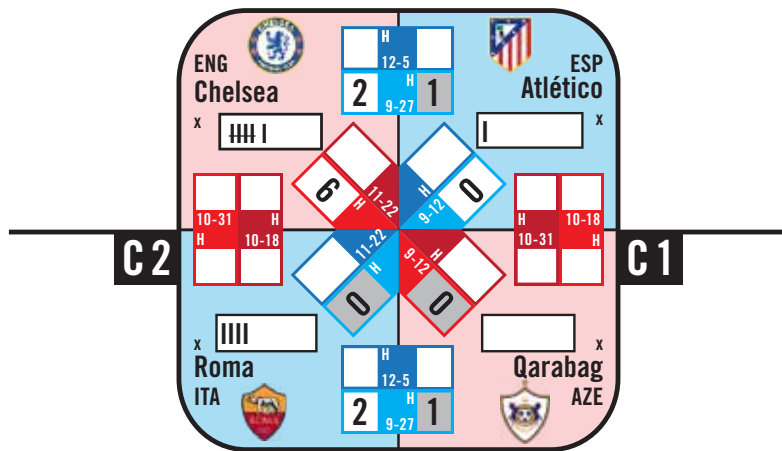 H
12-5
ENG
ESP
Chelsea
2
H
9-27
1
Atlético
x
卌 I
I
x
6
11-22
H
H
9-12
0
10-31
H
H
10-18
H
10-31
10-18
H
C2
C1
11-22
H
0
9-12
H
0
x
IIII
x
Roma
H
12-5
Qarabag
ITA
2
H
9-27
1
AZE